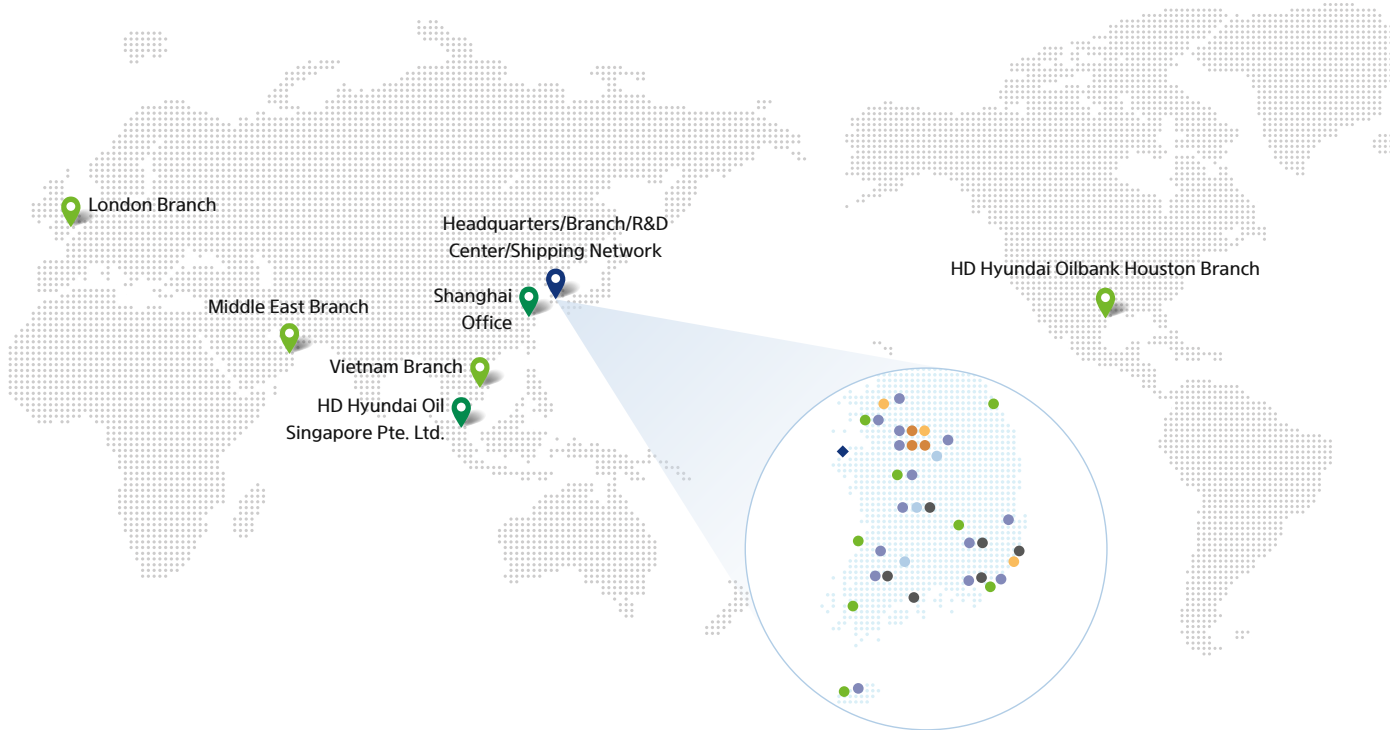 London Branch
Headquarters/Branch/R&D
Center/Shipping Network
HD Hyundai Oilbank Houston Branch
Shanghai
Office
Middle East Branch
Vietnam Branch
HD Hyundai Oil
Singapore Pte. Ltd.